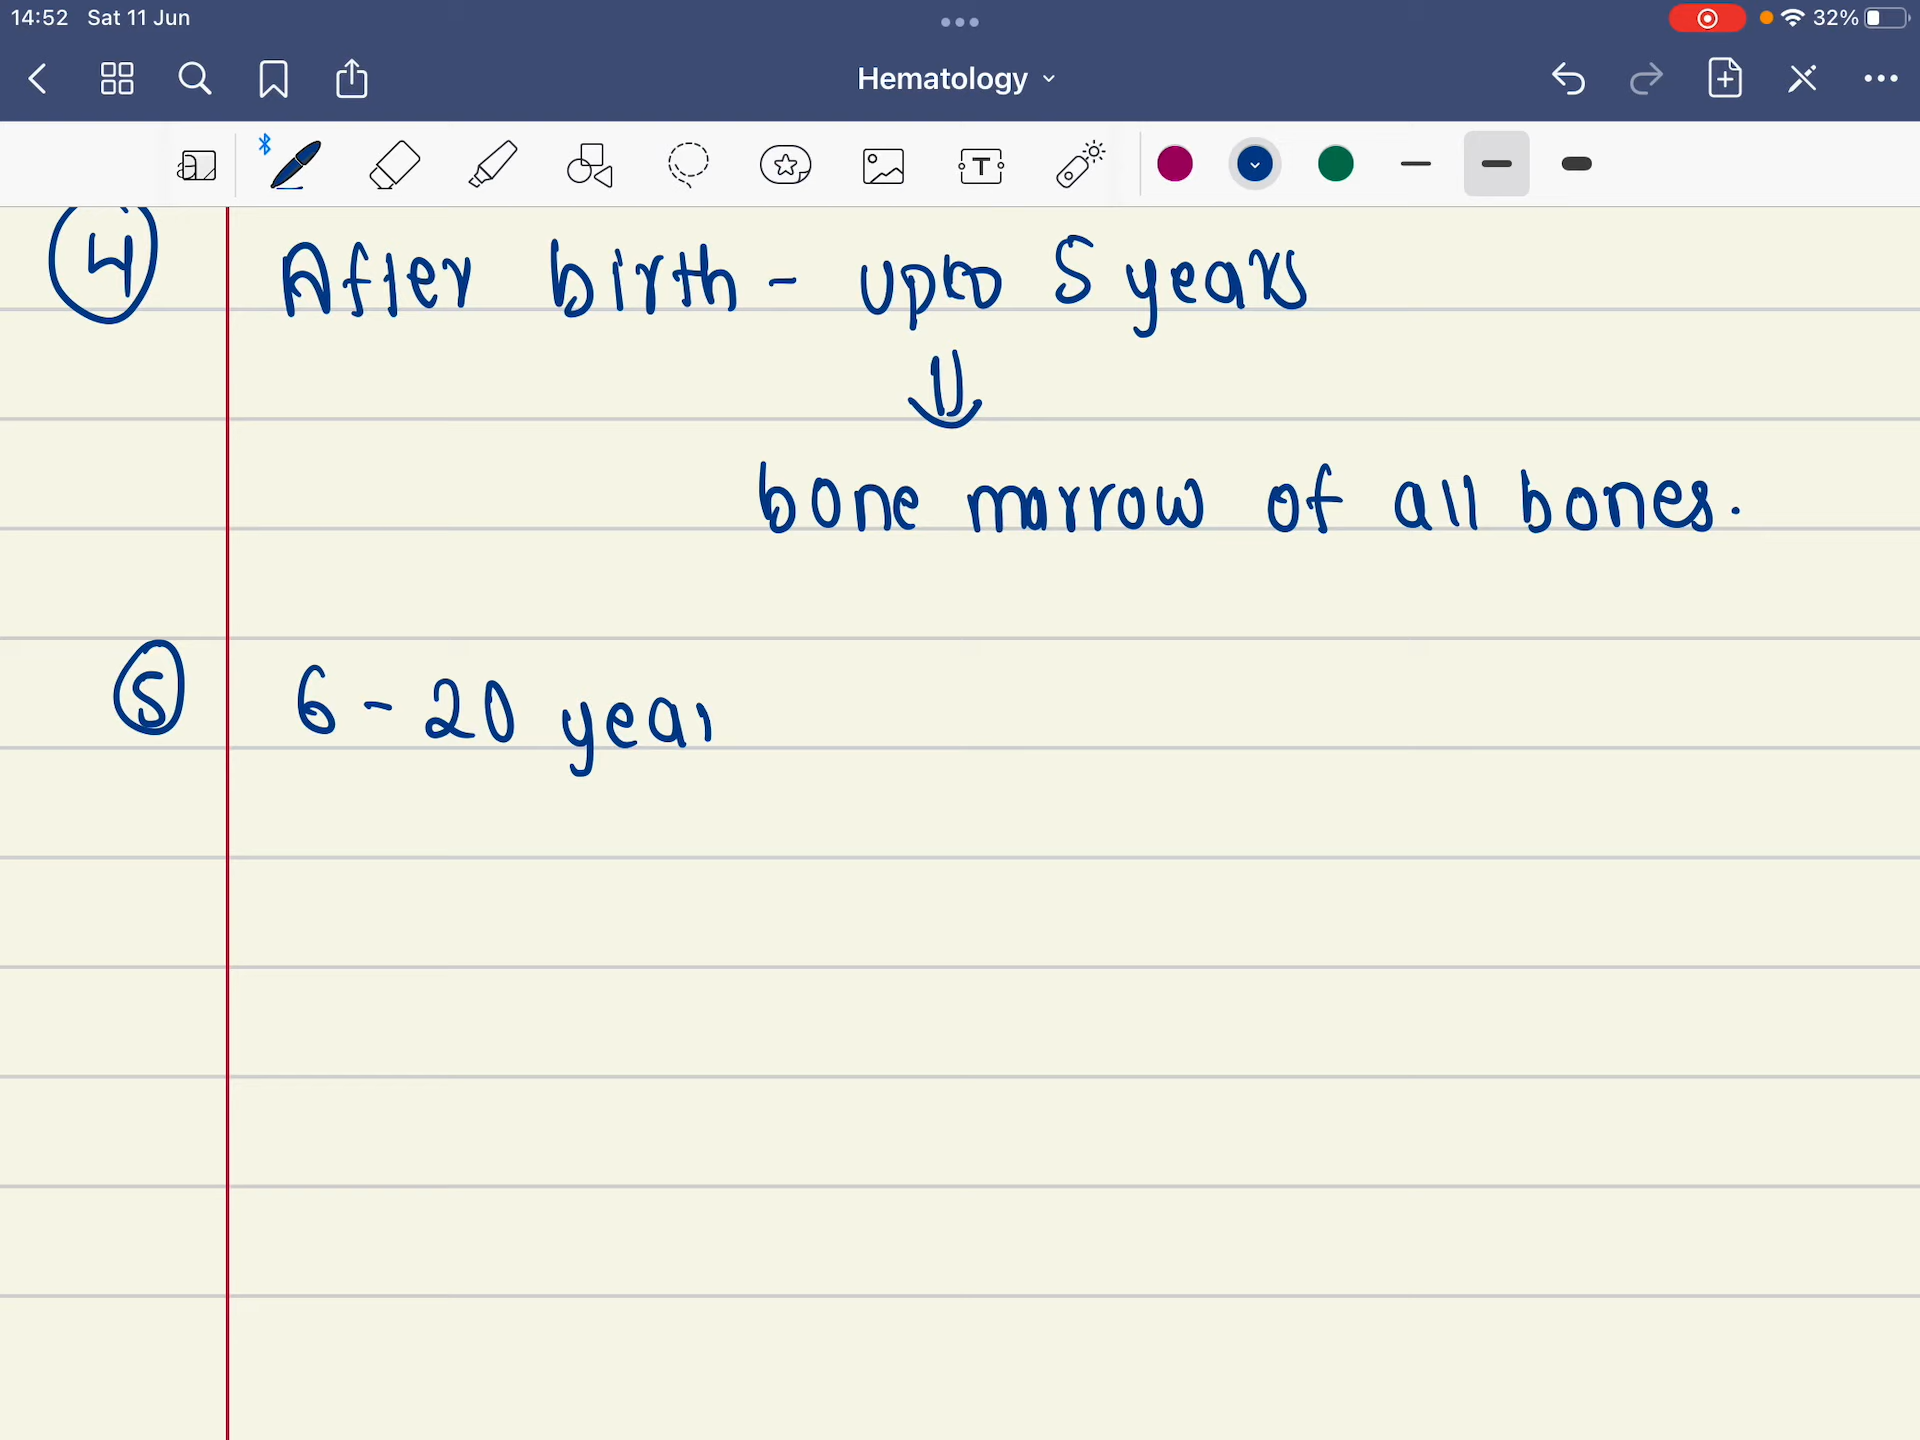 14:52 Sat 11 Jun 32%
Hematology
T
4 After birth - upto 5 years
bone marrow of all bones.
5 6 - 20 year